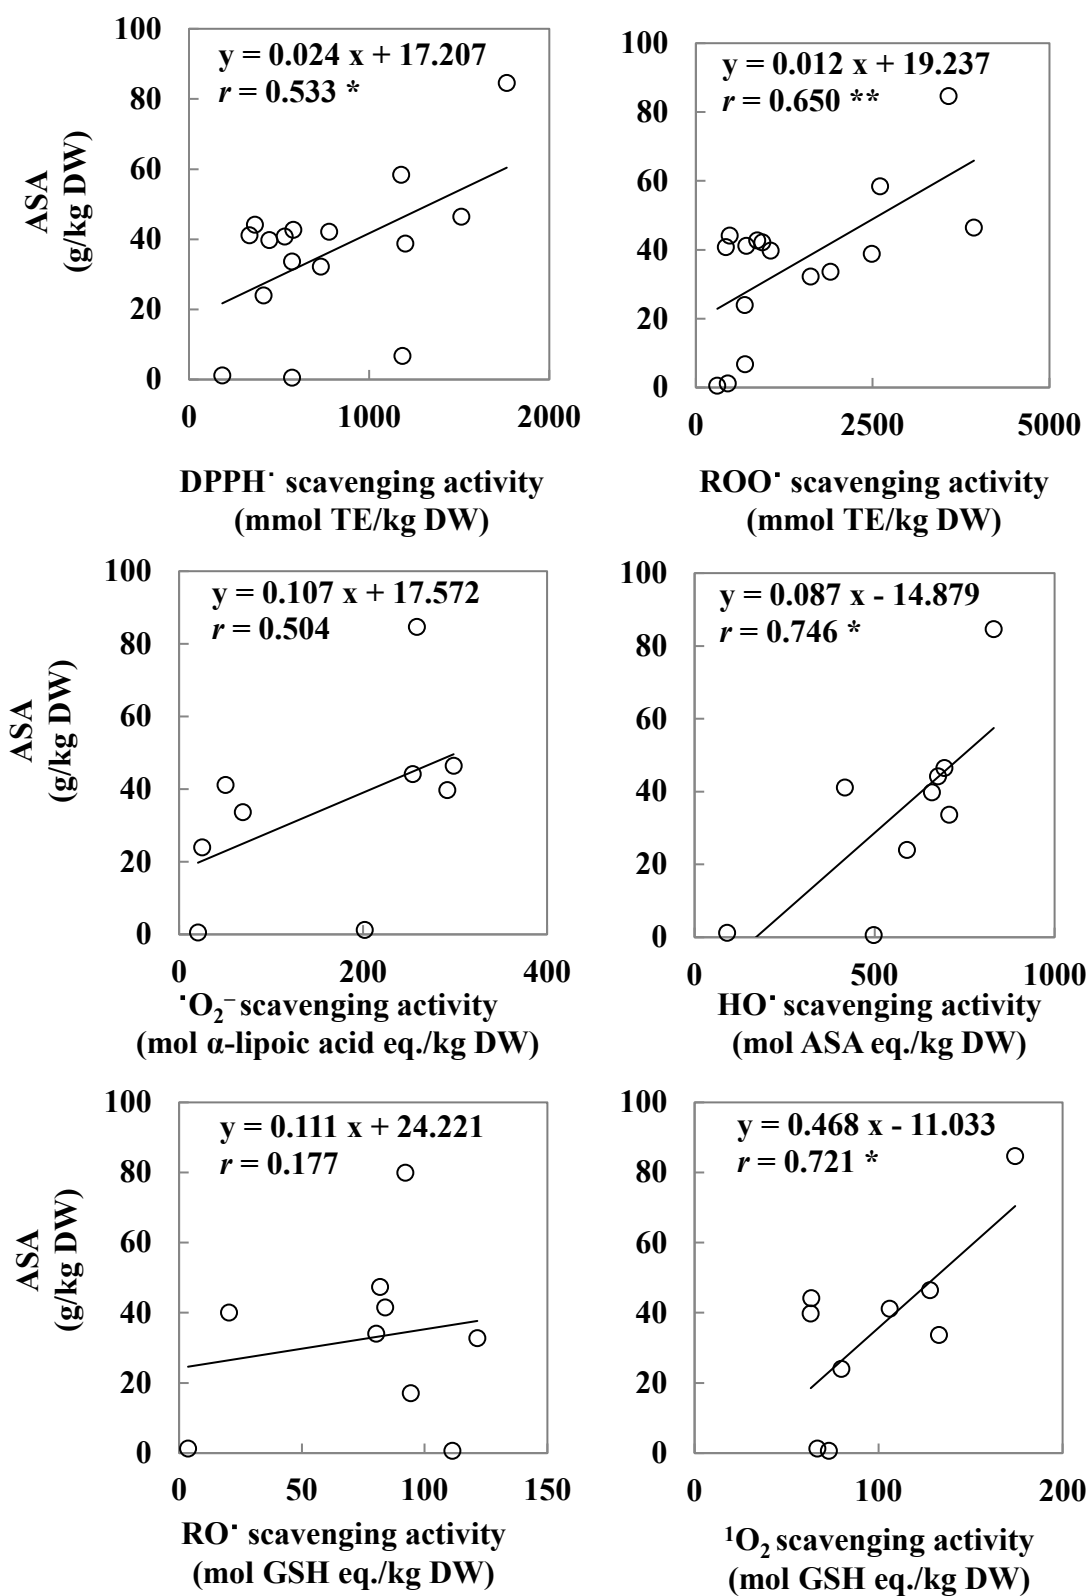 100
80
60
40
20
0
ASA
(g/kg DW)
y = 0.024 x + 17.207
r = 0.533 *
0 1000 2000
DPPH˙ scavenging activity
(mmol TE/kg DW)
100
80
60
40
20
0
y = 0.012 x + 19.237
r = 0.650 **
0 2500 5000
ROO˙ scavenging activity
(mmol TE/kg DW)
100
80
60
40
20
0
ASA
(g/kg DW)
y = 0.107 x + 17.572
r = 0.504
0 200 400
˙O₂⁻ scavenging activity
(mol α-lipoic acid eq./kg DW)
100
80
60
40
20
0
y = 0.087 x - 14.879
r = 0.746 *
0 500 1000
HO˙ scavenging activity
(mol ASA eq./kg DW)
100
80
60
40
20
0
ASA
(g/kg DW)
y = 0.111 x + 24.221
r = 0.177
0 50 100 150
RO˙ scavenging activity
(mol GSH eq./kg DW)
100
80
60
40
20
0
y = 0.468 x - 11.033
r = 0.721 *
0 100 200
¹O₂ scavenging activity
(mol GSH eq./kg DW)